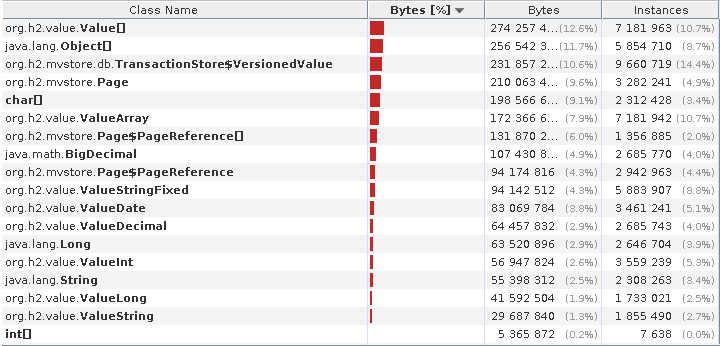 Class Name Bytes [%] Bytes Instances
org.h2.value.Value[] 274 257 4... (12.6%) 7 181 963 (10.7%)
java.lang.Object[] 256 542 3... (11.7%) 5 854 710 (8.7%)
org.h2.mvstore.db.TransactionStore$VersionedValue 231 857 2... (10.6%) 9 660 719 (14.4%)
org.h2.mvstore.Page 210 063 4... (9.6%) 3 282 241 (4.9%)
char[] 198 566 6... (9.1%) 2 312 428 (3.4%)
org.h2.value.ValueArray 172 366 6... (7.9%) 7 181 942 (10.7%)
org.h2.mvstore.Page$PageReference[] 131 870 2... (6.0%) 1 356 885 (2.0%)
java.math.BigDecimal 107 430 8... (4.9%) 2 685 770 (4.0%)
org.h2.mvstore.Page$PageReference 94 174 816 (4.3%) 2 942 963 (4.4%)
org.h2.value.ValueStringFixed 94 142 512 (4.3%) 5 883 907 (8.8%)
org.h2.value.ValueDate 83 069 784 (3.8%) 3 461 241 (5.1%)
org.h2.value.ValueDecimal 64 457 832 (2.9%) 2 685 743 (4.0%)
java.lang.Long 63 520 896 (2.9%) 2 646 704 (3.9%)
org.h2.value.ValueInt 56 947 824 (2.6%) 3 559 239 (5.3%)
java.lang.String 55 398 312 (2.5%) 2 308 263 (3.4%)
org.h2.value.ValueLong 41 592 504 (1.9%) 1 733 021 (2.5%)
org.h2.value.ValueString 29 687 840 (1.3%) 1 855 490 (2.7%)
int[] 5 365 872 (0.2%) 7 638 (0.0%)